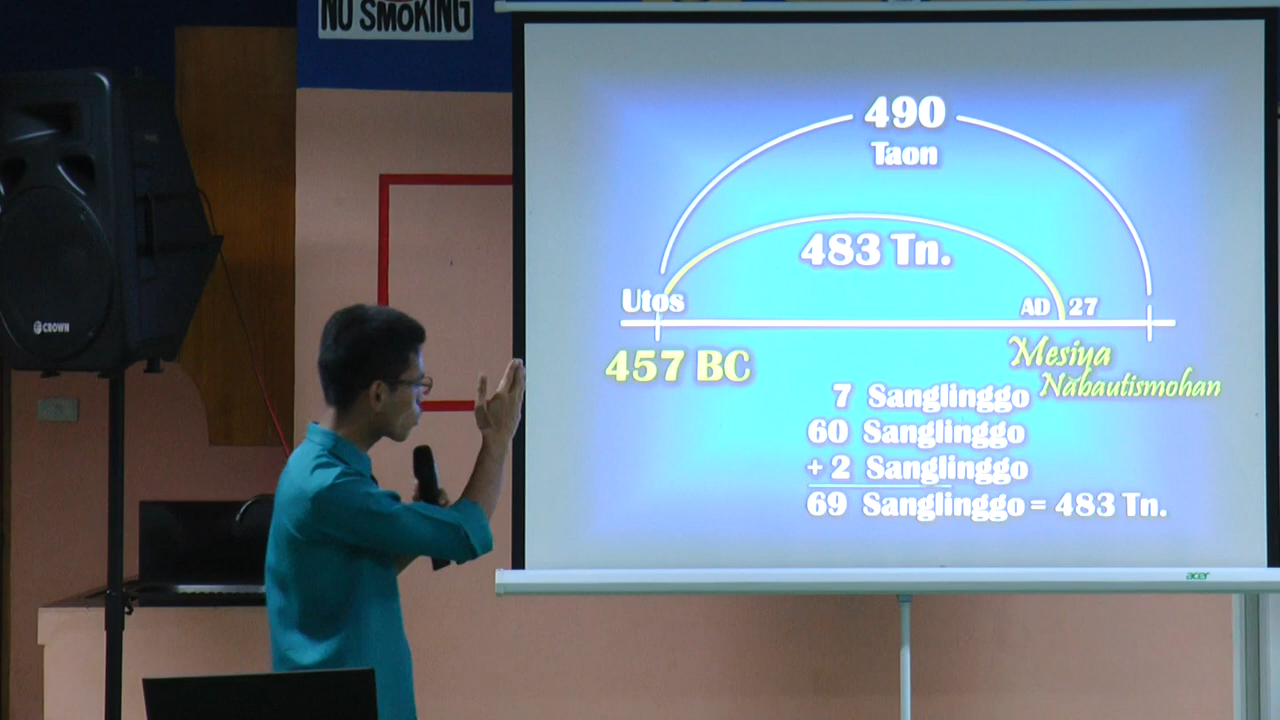 NO SMOKING
490
Taon
483 Tn.
Utos
AD 27
457 BC
Mesiya
Nabautismohan
7 Sanglinggo
60 Sanglinggo
+ 2 Sanglinggo
69 Sanglinggo = 483 Tn.
CROWN
acer